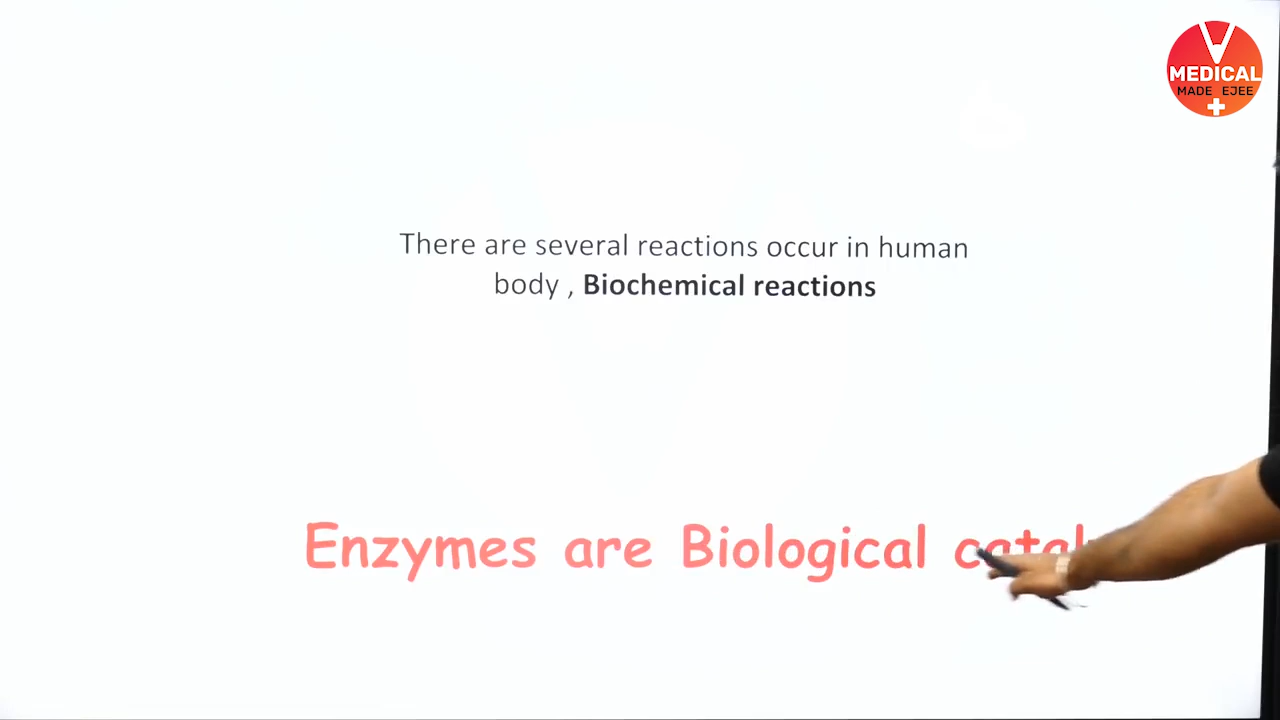 MEDICAL
MADE EJEE
There are several reactions occur in human
body , Biochemical reactions
Enzymes are Biological